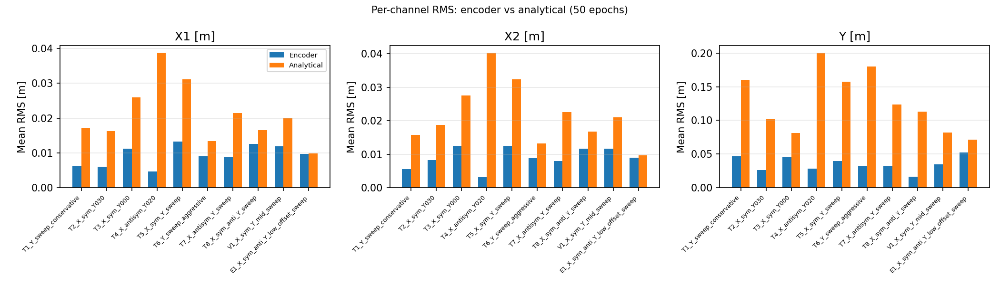 Per-channel RMS: encoder vs analytical (50 epochs)
X1 [m]
Mean RMS [m]
0.04
0.03
0.02
0.01
0.00
Encoder
Analytical
T1_Y_sweep_conservative
T2_X_sym_Y030
T3_X_sym_Y000
T4_X_antisym_Y020
T5_X_sym_Y_sweep
T6_Y_sweep_aggressive
T7_X_antisym_Y_sweep
T8_X_sym_anti_Y_sweep
V1_X_sym_Y_mid_sweep
E1_X_sym_anti_Y_low_offset_sweep
X2 [m]
Mean RMS [m]
0.04
0.03
0.02
0.01
0.00
T1_Y_sweep_conservative
T2_X_sym_Y030
T3_X_sym_Y000
T4_X_antisym_Y020
T5_X_sym_Y_sweep
T6_Y_sweep_aggressive
T7_X_antisym_Y_sweep
T8_X_sym_anti_Y_sweep
V1_X_sym_Y_mid_sweep
E1_X_sym_anti_Y_low_offset_sweep
Y [m]
Mean RMS [m]
0.20
0.15
0.10
0.05
0.00
T1_Y_sweep_conservative
T2_X_sym_Y030
T3_X_sym_Y000
T4_X_antisym_Y020
T5_X_sym_Y_sweep
T6_Y_sweep_aggressive
T7_X_antisym_Y_sweep
T8_X_sym_anti_Y_sweep
V1_X_sym_Y_mid_sweep
E1_X_sym_anti_Y_low_offset_sweep